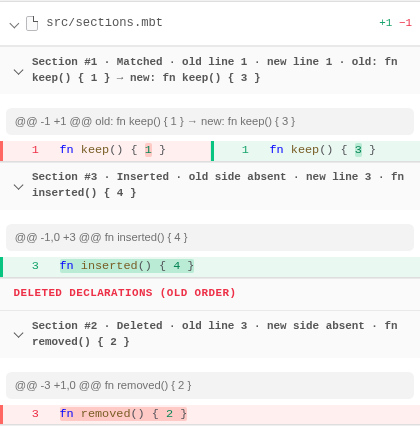 src/sections.mbt +1 −1
Section #1 · Matched · old line 1 · new line 1 · old: fn
keep() { 1 } → new: fn keep() { 3 }
@@ -1 +1 @@ old: fn keep() { 1 } → new: fn keep() { 3 }
1 fn keep() { 1 } 1 fn keep() { 3 }
Section #3 · Inserted · old side absent · new line 3 · fn
inserted() { 4 }
@@ -1,0 +3 @@ fn inserted() { 4 }
3 fn inserted() { 4 }
DELETED DECLARATIONS (OLD ORDER)
Section #2 · Deleted · old line 3 · new side absent · fn
removed() { 2 }
@@ -3 +1,0 @@ fn removed() { 2 }
3 fn removed() { 2 }